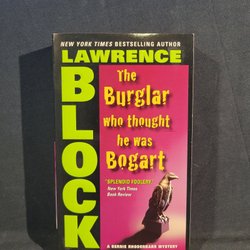 NEW YORK TIMES BESTSELLING AUTHOR
LAWRENCE
BLOCK
The
Burglar
who thought
he was
Bogart
"SPLENDID FOOLERY."
New York Times
Book Review
A BERNIE RHODENBARR MYSTERY